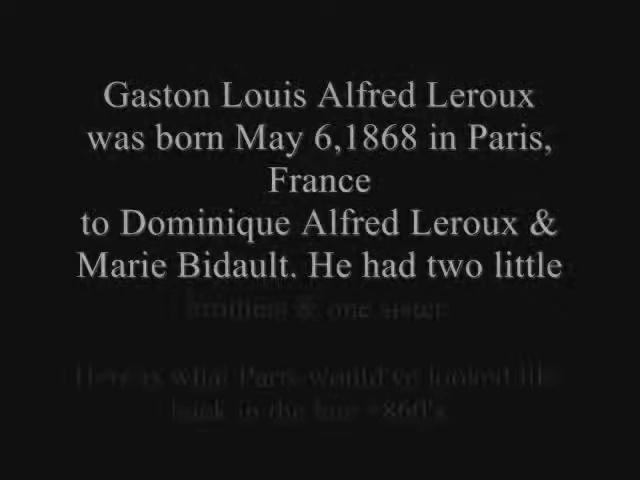 Gaston Louis Alfred Leroux
was born May 6,1868 in Paris,
France
to Dominique Alfred Leroux &
Marie Bidault. He had two little
brothers & one sister
Here is what Paris would've looked like
back in the late 1860's